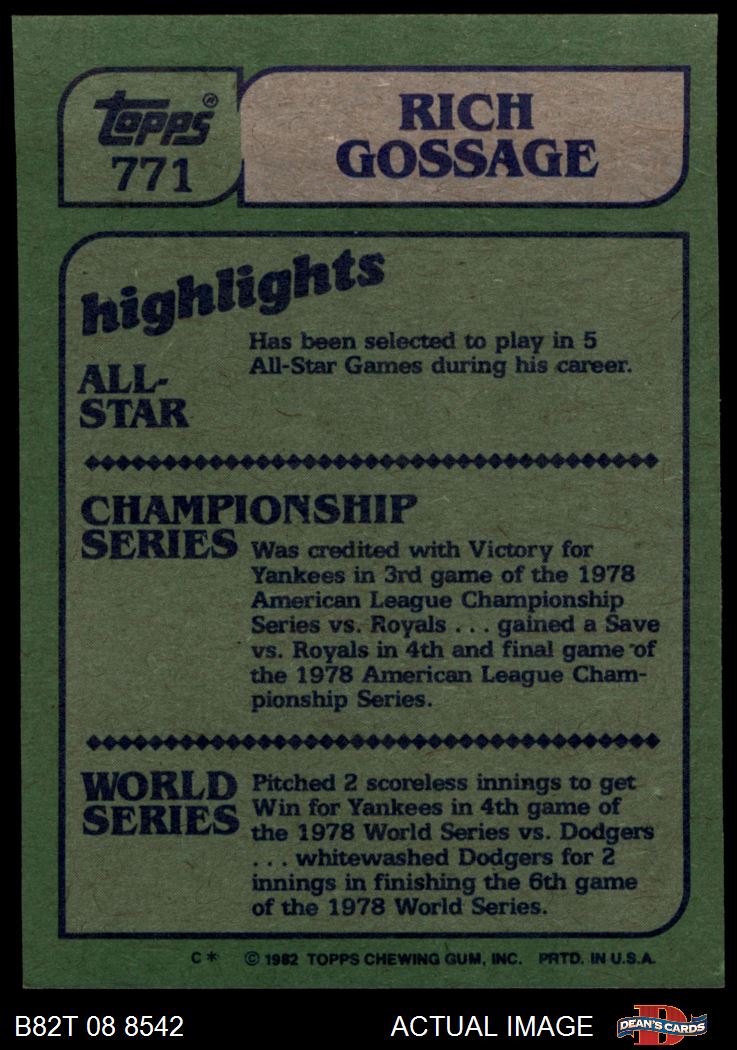 topps®
771
RICH
GOSSAGE
highlights
ALL-
STAR
Has been selected to play in 5
All-Star Games during his career.
CHAMPIONSHIP
SERIES
Was credited with Victory for
Yankees in 3rd game of the 1978
American League Championship
Series vs. Royals . . . gained a Save
vs. Royals in 4th and final game of
the 1978 American League Cham-
pionship Series.
WORLD
SERIES
Pitched 2 scoreless innings to get
Win for Yankees in 4th game of
the 1978 World Series vs. Dodgers
. . . whitewashed Dodgers for 2
innings in finishing the 6th game
of the 1978 World Series.
C* © 1982 TOPPS CHEWING GUM, INC. PRTD. IN U.S.A.
B82T 08 8542 ACTUAL IMAGE
D
DEAN'S CARDS